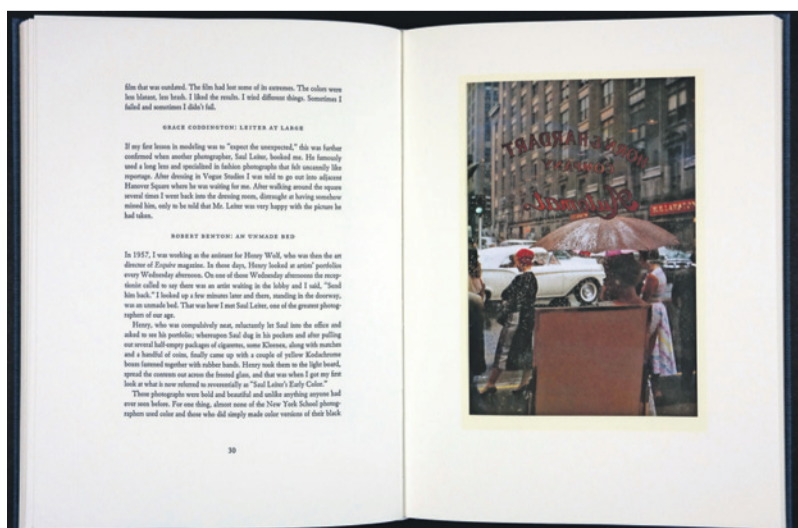 film that was outdated. The film had lost some of its extremes. The colors were
less blatant, less brash. I liked the results. I tried different things. Sometimes I
failed and sometimes I didn't fail.
GRACE CODDINGTON: LEITER AT LARGE
If my first lesson in modeling was to "expect the unexpected," this was further
confirmed when another photographer, Saul Leiter, booked me. He famously
used a long lens and specialized in fashion photographs that felt uncannily like
reportage. After dressing in Vogue Studios I was told to go out into adjacent
Hanover Square where he was waiting for me. After walking around the square
several times I went back into the dressing room, distraught at having somehow
missed him, only to be told that Mr. Leiter was very happy with the picture he
had taken.
ROBERT BENTON: AN UNMADE BED
In 1957, I was working as the assistant for Henry Wolf, who was then the art
director of Esquire magazine. In those days, Henry looked at artists' portfolios
every Wednesday afternoon. On one of those Wednesday afternoons the recep-
tionist called to say there was an artist waiting in the lobby and I said, "Send
him back." I looked up a few minutes later and there, standing in the doorway,
was an unmade bed. That was how I met Saul Leiter, one of the greatest photog-
raphers of our age.
Henry, who was compulsively neat, reluctantly let Saul into the office and
asked to see his portfolio; whereupon Saul dug in his pockets and after pulling
out several half-empty packages of cigarettes, some Kleenex, along with matches
and a handful of coins, finally came up with a couple of yellow Kodachrome
boxes fastened together with rubber bands. Henry took them to the light board,
spread the contents out across the frosted glass, and that was when I got my first
look at what is now referred to reverentially as "Saul Leiter's Early Color."
Those photographs were bold and beautiful and unlike anything anyone had
ever seen before. For one thing, almost none of the New York School photog-
raphers used color and those who did simply made color versions of their black
30
HORN & HARDART
COMPANY
Automat